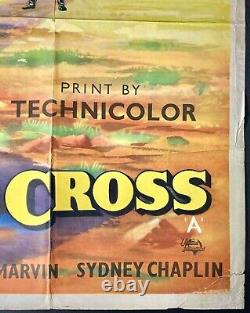 PRINT BY
TECHNICOLOR
CROSS
'A'
MARVIN SYDNEY CHAPLIN